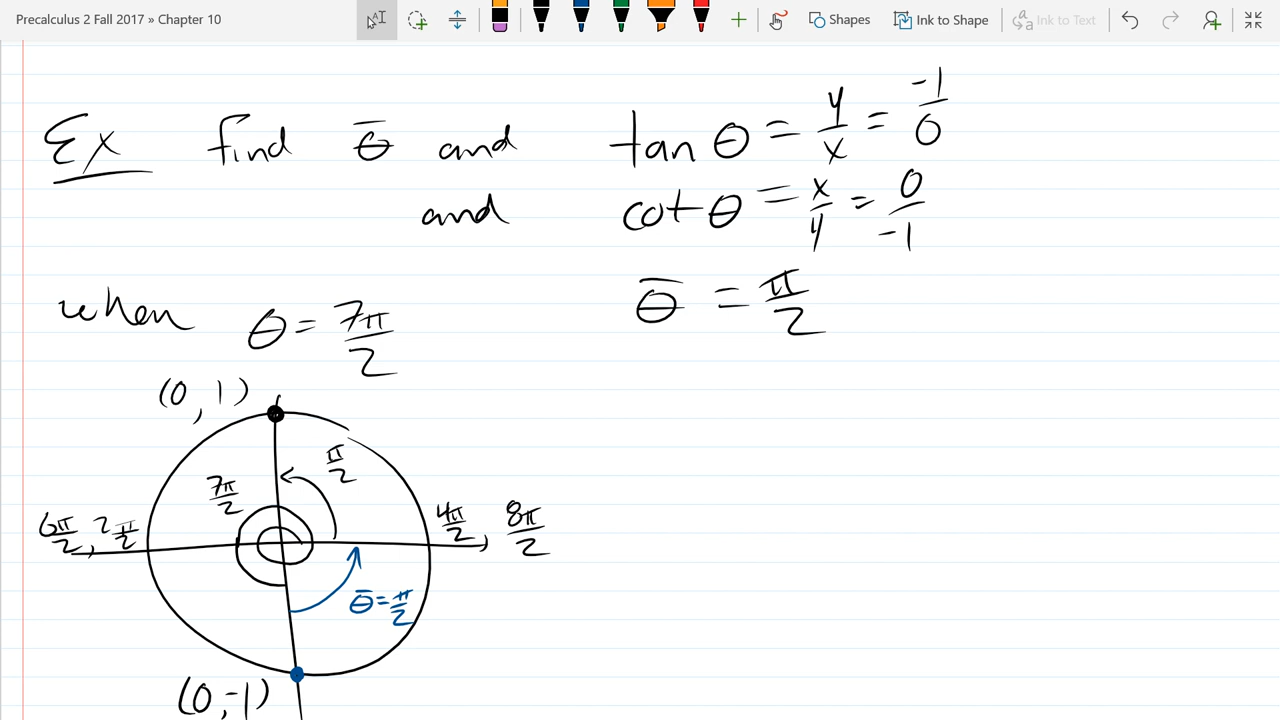 Precalculus 2 Fall 2017 » Chapter 10
Shapes
Ink to Shape
Ink to Text
Ex find θ̅ and tan θ = y/x = -1/0
and cot θ = x/y = 0/-1
when θ = 7π/2
θ̅ = π/2
(0, 1)
π/2
7π/2
6π/2, 2π/2
4π/2, 8π/2
θ̅ = π/2
(0, -1)